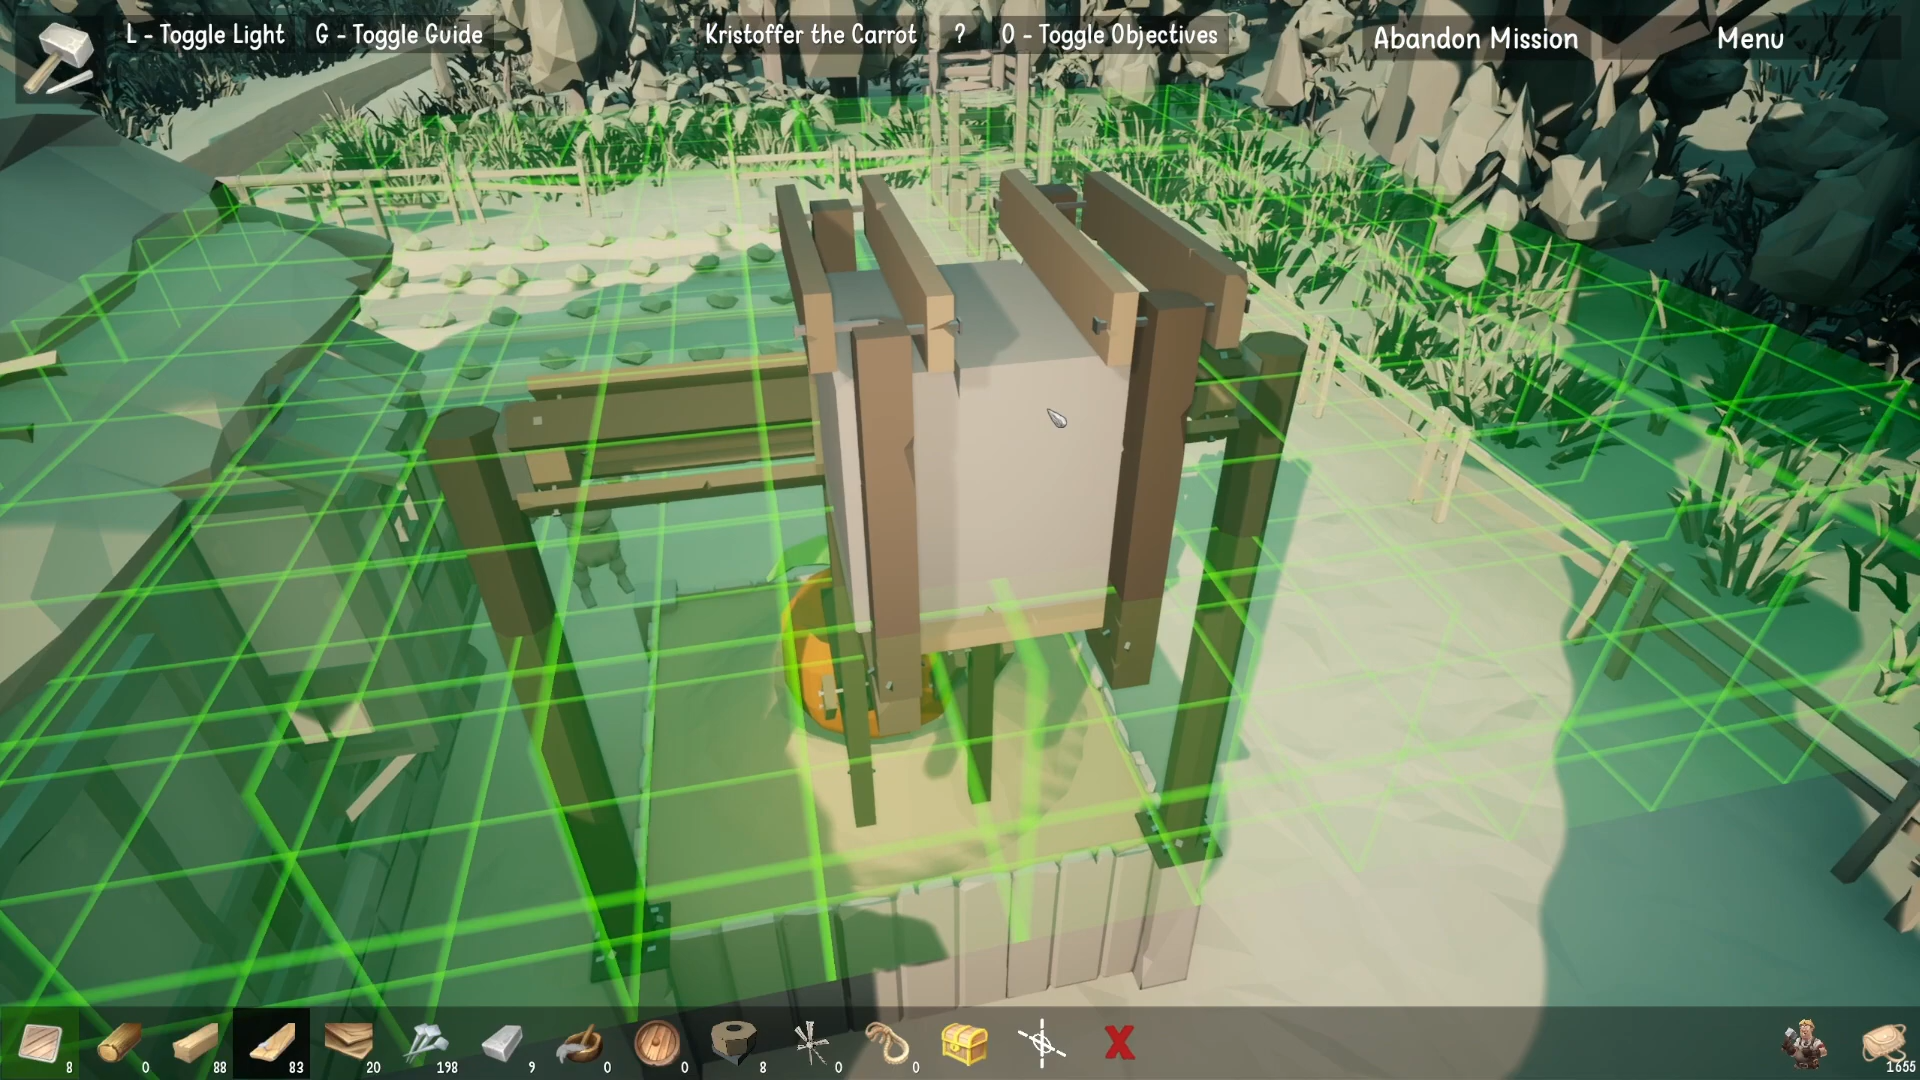 L - Toggle Light G - Toggle Guide Kristoffer the Carrot ? O - Toggle Objectives Abandon Mission Menu
8 0 88 83 20 198 9 0 0 8 0 0 1655